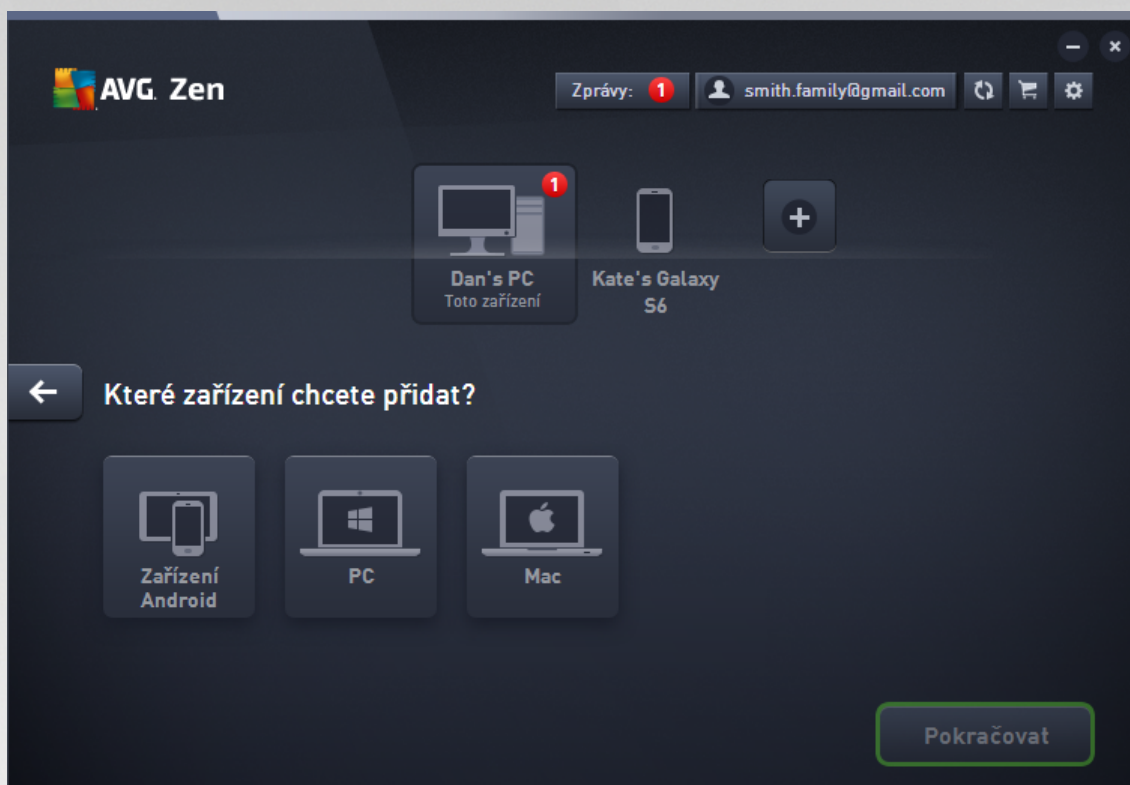 AVG. Zen
Zprávy: 1
smith.family@gmail.com
1
Dan's PC
Toto zařízení
Kate's Galaxy
S6
Které zařízení chcete přidat?
Zařízení
Android
PC
Mac
Pokračovat